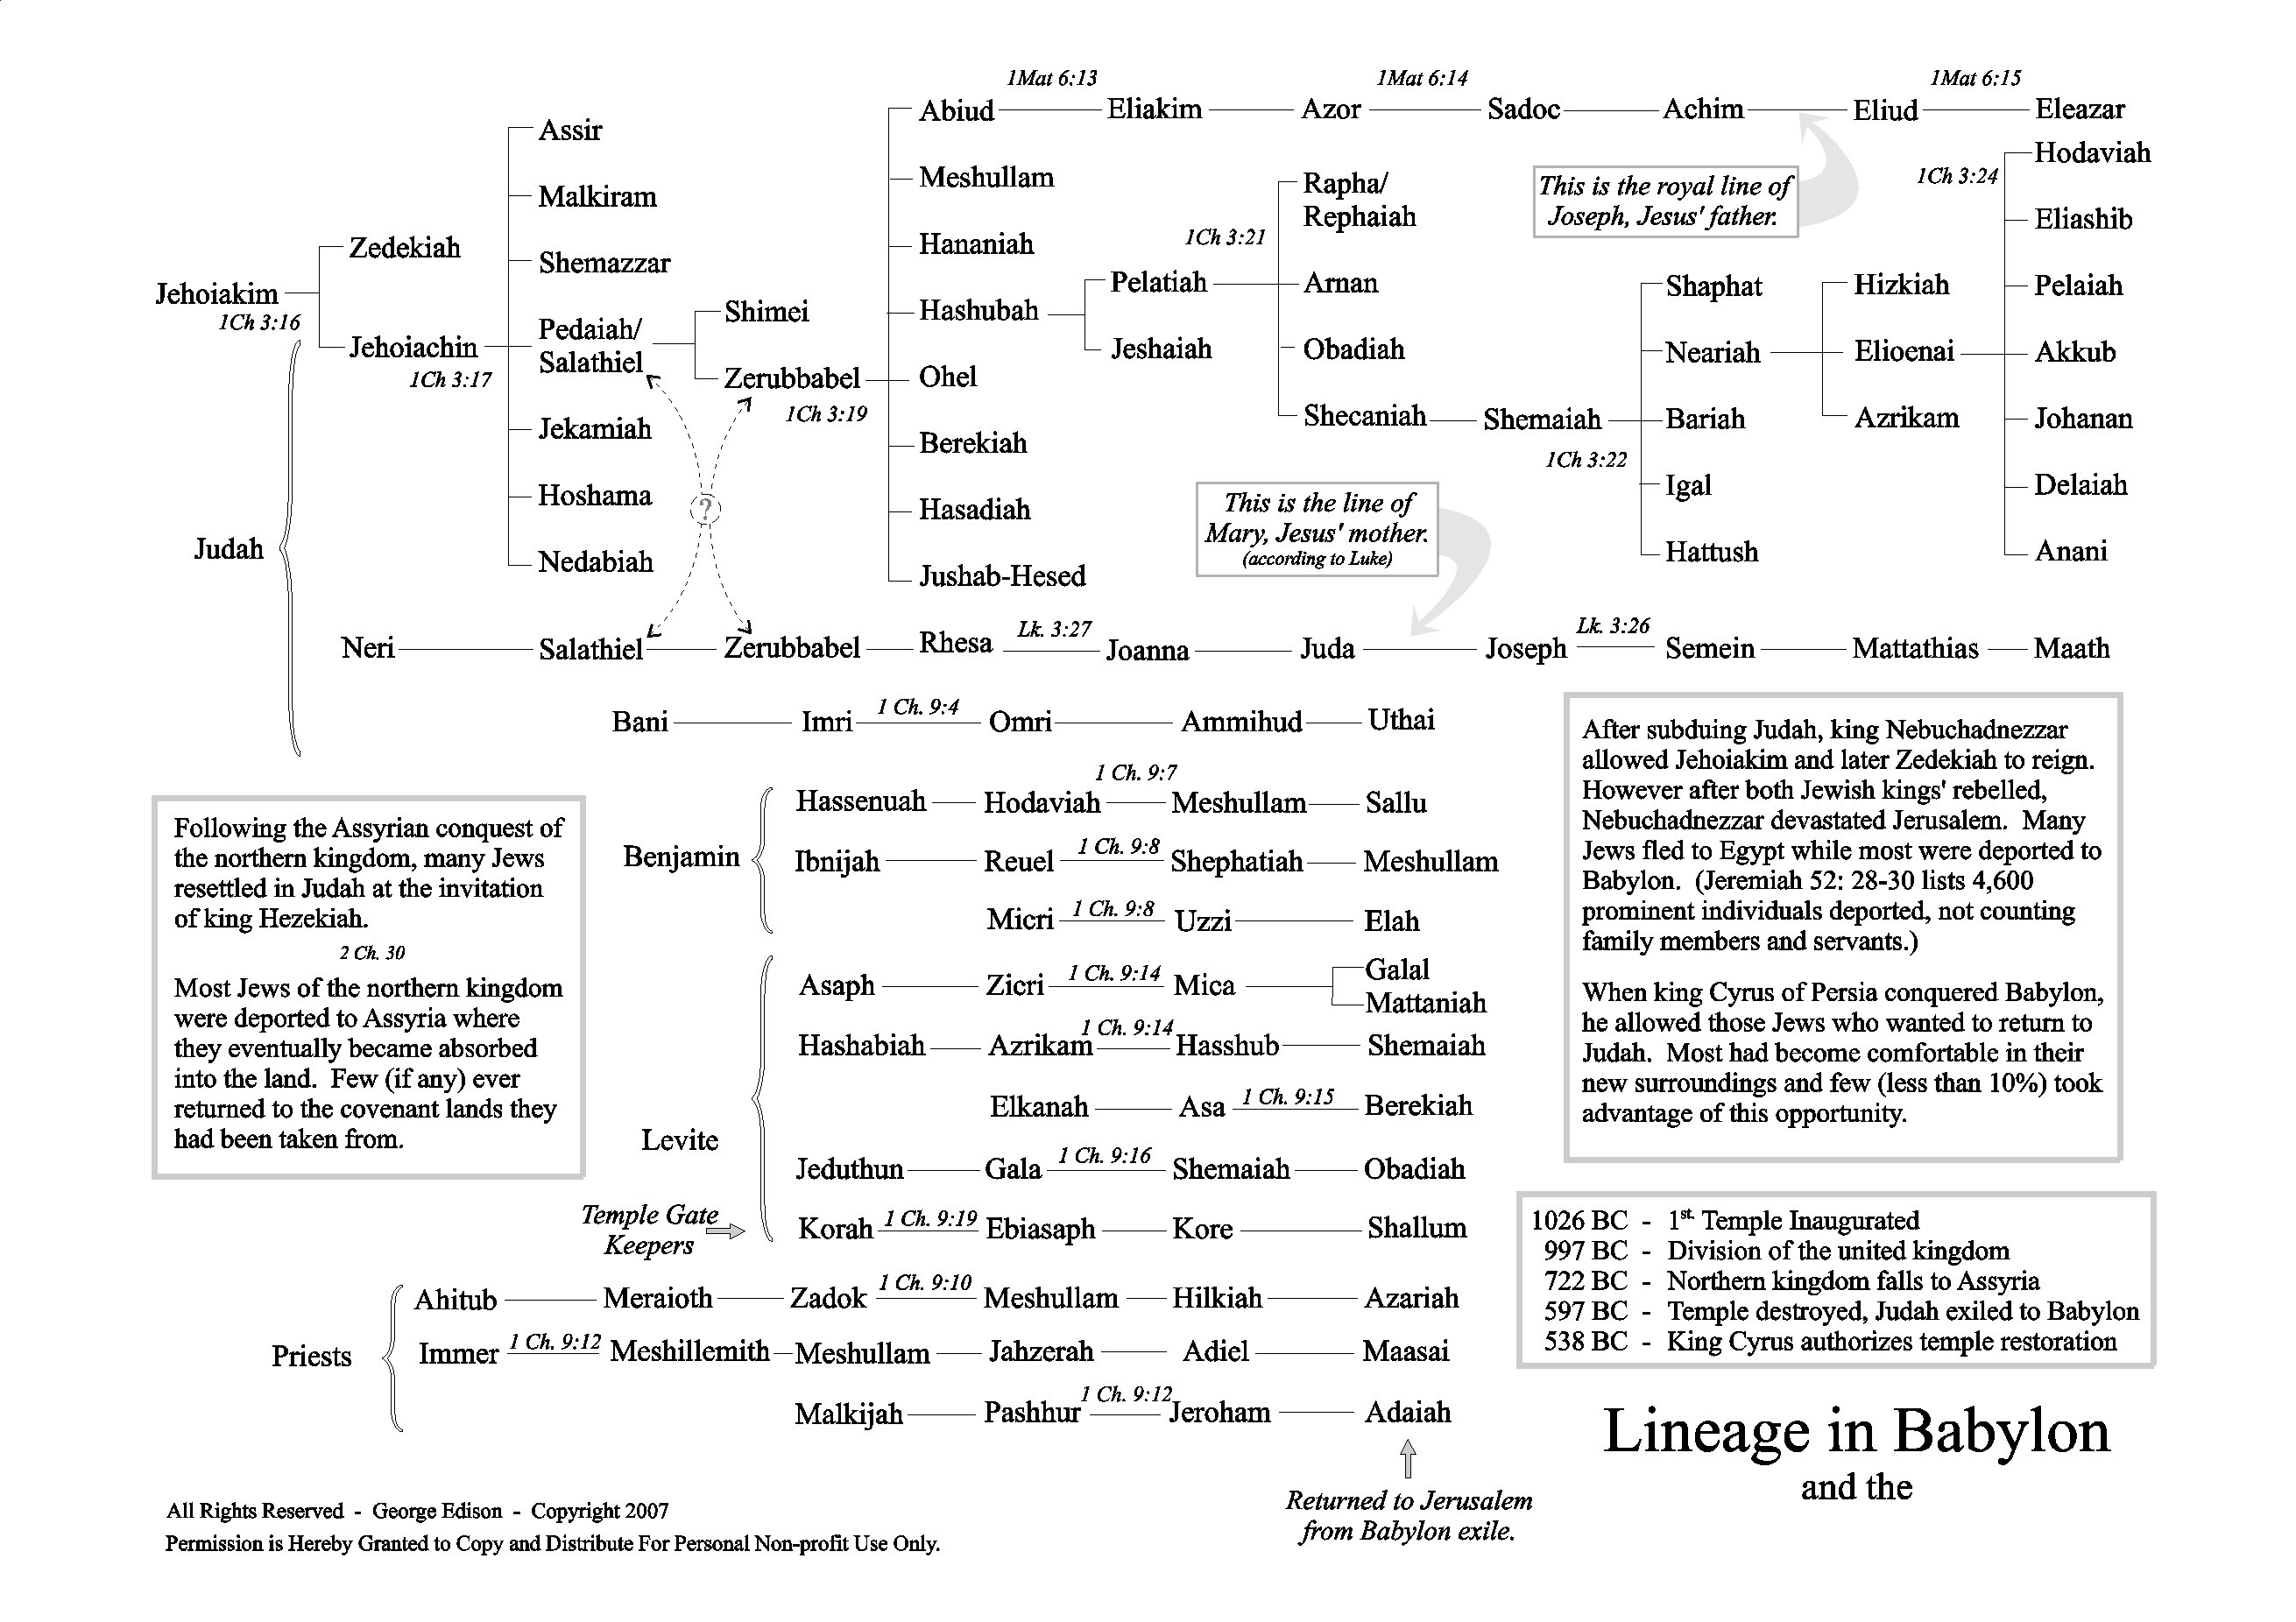 1Mat 6:13 1Mat 6:14 1Mat 6:15
Abiud Eliakim Azor Sadoc Achim Eliud Eleazar
Assir
Hodaviah
1Ch 3:24
Meshullam
Rapha/
Rephaiah
This is the royal line of
Joseph, Jesus' father.
Malkiram
Eliashib
1Ch 3:21
Zedekiah
Hananiah
Shemazzar
Pelatiah Arnan
Shaphat Hizkiah Pelaiah
Jehoiakim
1Ch 3:16
Shimei
Hashubah
Pedaiah/
Salathiel
Jehoiachin
1Ch 3:17
Jeshaiah Obadiah
Neariah Elioenai Akkub
Zerubbabel
1Ch 3:19
Ohel
Shecaniah Shemaiah
1Ch 3:22
Bariah Azrikam Johanan
Jekamiah
Berekiah
Igal Delaiah
Hoshama
?
Hasadiah
This is the line of
Mary, Jesus' mother.
(according to Luke)
Judah
Nedabiah
Jushab-Hesed
Hattush Anani
Neri Salathiel Zerubbabel Rhesa Lk. 3:27 Joanna Juda Joseph Lk. 3:26 Semein Mattathias Maath
Bani Imri 1 Ch. 9:4 Omri Ammihud Uthai
1 Ch. 9:7
Hassenuah Hodaviah Meshullam Sallu
Benjamin
Ibnijah Reuel 1 Ch. 9:8 Shephatiah Meshullam
Micri 1 Ch. 9:8 Uzzi Elah
Following the Assyrian conquest of
the northern kingdom, many Jews
resettled in Judah at the invitation
of king Hezekiah.
2 Ch. 30
Most Jews of the northern kingdom
were deported to Assyria where
they eventually became absorbed
into the land.  Few (if any) ever
returned to the covenant lands they
had been taken from.
After subduing Judah, king Nebuchadnezzar
allowed Jehoiakim and later Zedekiah to reign.
However after both Jewish kings' rebelled,
Nebuchadnezzar devastated Jerusalem.  Many
Jews fled to Egypt while most were deported to
Babylon.  (Jeremiah 52: 28-30 lists 4,600
prominent individuals deported, not counting
family members and servants.)
When king Cyrus of Persia conquered Babylon,
he allowed those Jews who wanted to return to
Judah.  Most had become comfortable in their
new surroundings and few (less than 10%) took
advantage of this opportunity.
Asaph Zicri 1 Ch. 9:14 Mica Galal
Mattaniah
Hashabiah Azrikam 1 Ch. 9:14 Hasshub Shemaiah
Elkanah Asa 1 Ch. 9:15 Berekiah
Levite
Jeduthun Gala 1 Ch. 9:16 Shemaiah Obadiah
Temple Gate
Keepers
Korah 1 Ch. 9:19 Ebiasaph Kore Shallum
Ahitub Meraioth Zadok 1 Ch. 9:10 Meshullam Hilkiah Azariah
Priests
Immer 1 Ch. 9:12 Meshillemith Meshullam Jahzerah Adiel Maasai
Malkijah Pashhur 1 Ch. 9:12 Jeroham Adaiah
1026 BC - 1st. Temple Inaugurated
997 BC - Division of the united kingdom
722 BC - Northern kingdom falls to Assyria
597 BC - Temple destroyed, Judah exiled to Babylon
538 BC - King Cyrus authorizes temple restoration
Lineage in Babylon
and the
Returned to Jerusalem
from Babylon exile.
All Rights Reserved - George Edison - Copyright 2007
Permission is Hereby Granted to Copy and Distribute For Personal Non-profit Use Only.